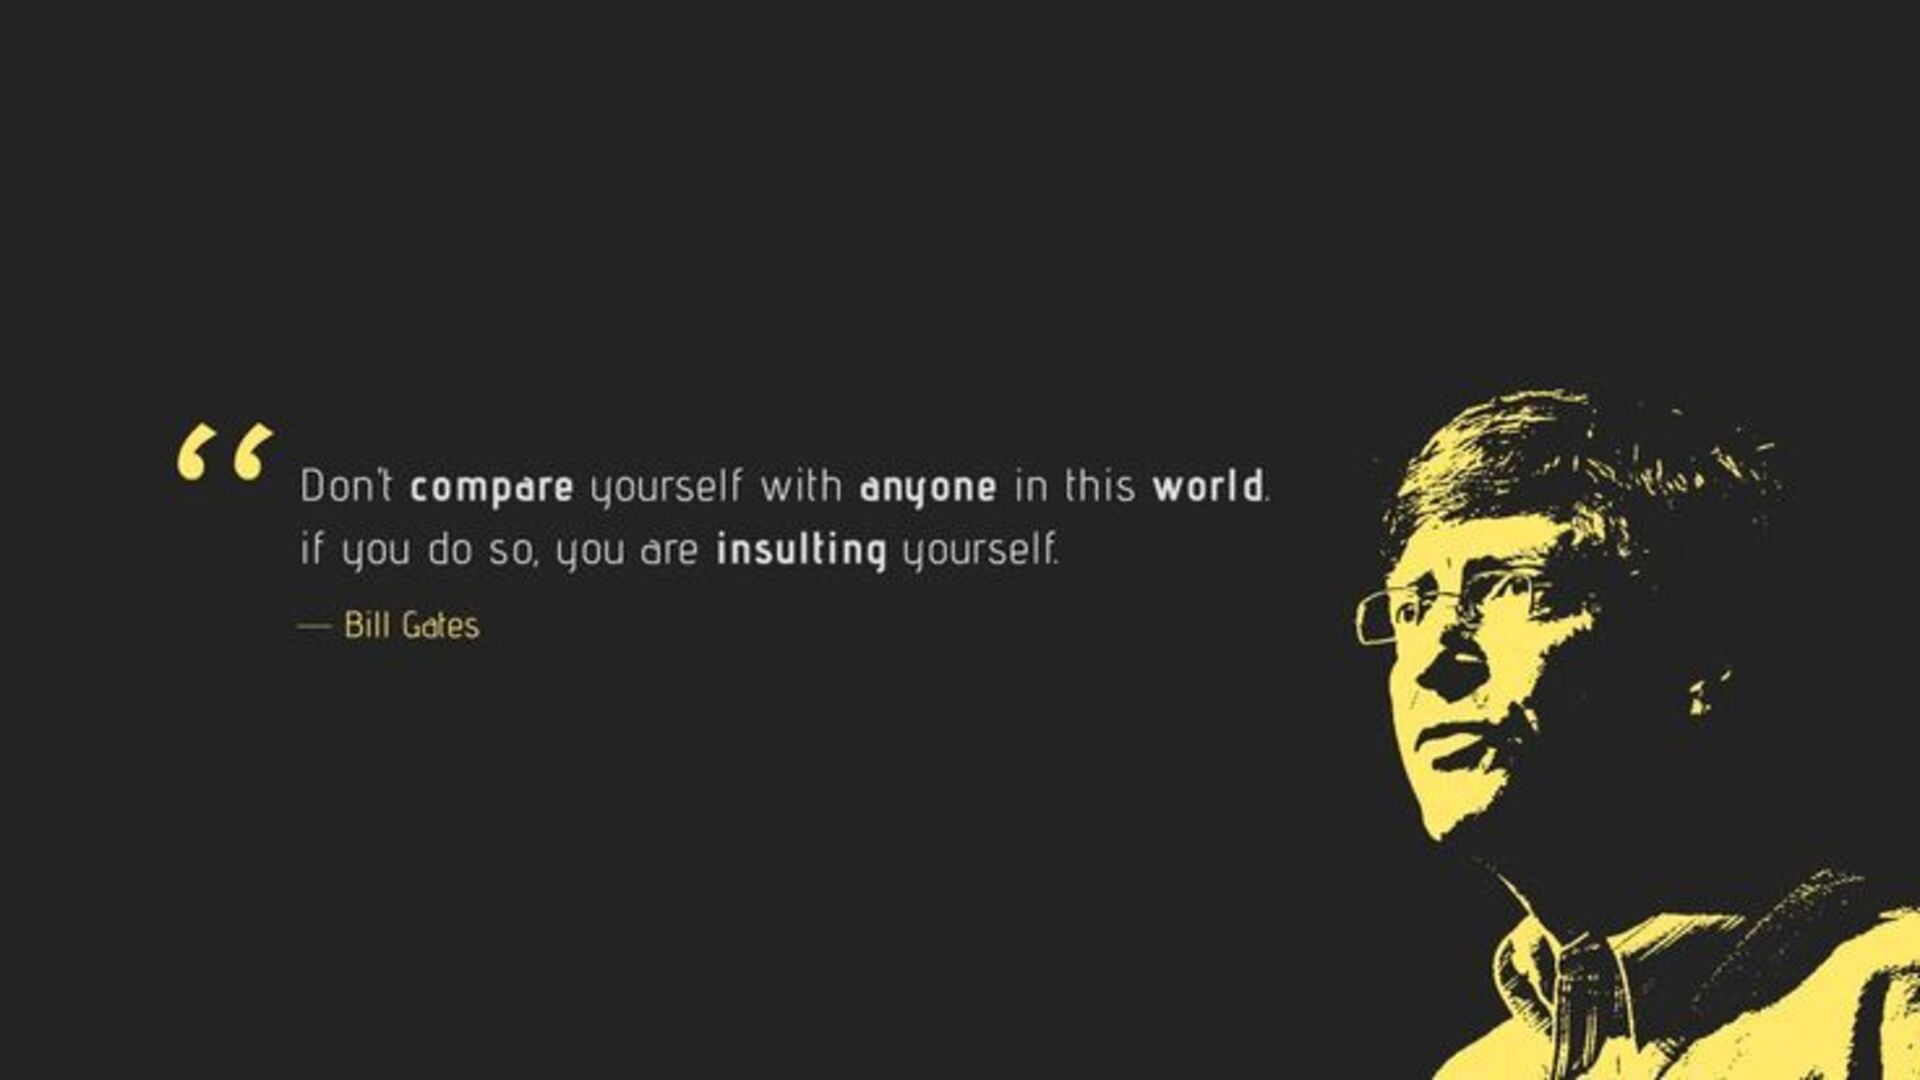 “ Don't compare yourself with anyone in this world.
if you do so, you are insulting yourself.
— Bill Gates